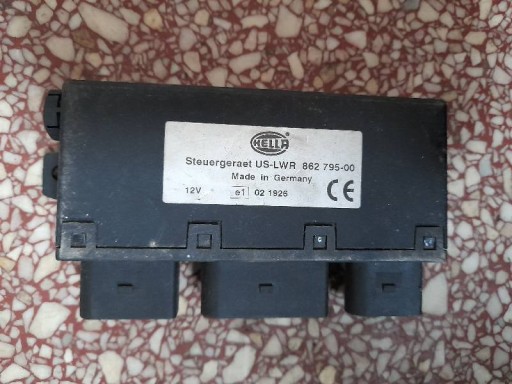 HELLA
Steuergeraet US-LWR 862 795-00
Made in Germany
12V e1 02 1926 CE